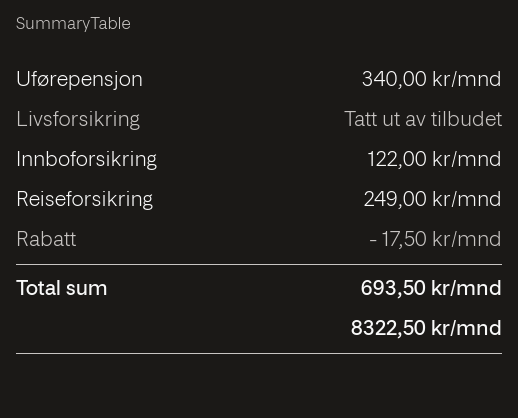 SummaryTable
Uførepensjon 340,00 kr/mnd
Livsforsikring Tatt ut av tilbudet
Innboforsikring 122,00 kr/mnd
Reiseforsikring 249,00 kr/mnd
Rabatt - 17,50 kr/mnd
Total sum 693,50 kr/mnd
8322,50 kr/mnd